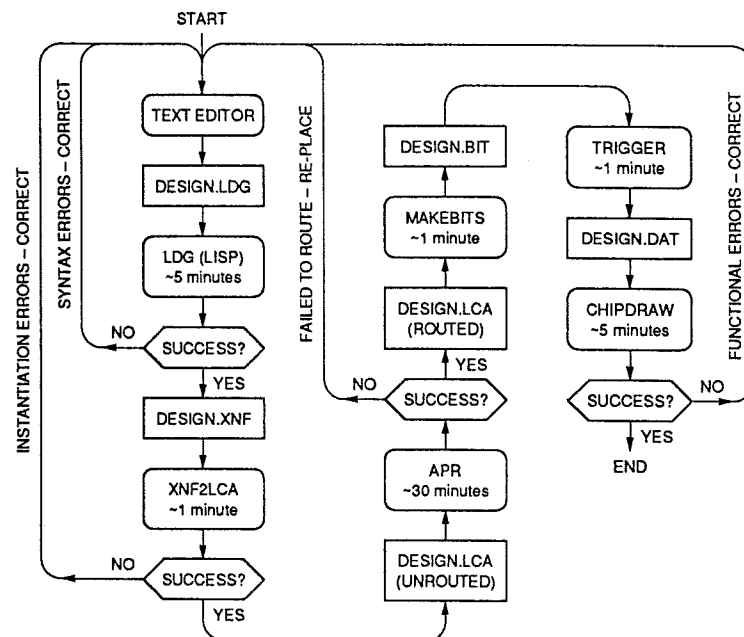 START
TEXT EDITOR
DESIGN.LDG
LDG (LISP)
~5 minutes
SUCCESS?
NO
YES
DESIGN.XNF
XNF2LCA
~1 minute
SUCCESS?
NO
YES
INSTANTIATION ERRORS – CORRECT
SYNTAX ERRORS – CORRECT
FAILED TO ROUTE – RE-PLACE
DESIGN.BIT
MAKEBITS
~1 minute
DESIGN.LCA
(ROUTED)
YES
NO
SUCCESS?
APR
~30 minutes
DESIGN.LCA
(UNROUTED)
TRIGGER
~1 minute
DESIGN.DAT
CHIPDRAW
~5 minutes
SUCCESS?
NO
YES
END
FUNCTIONAL ERRORS – CORRECT